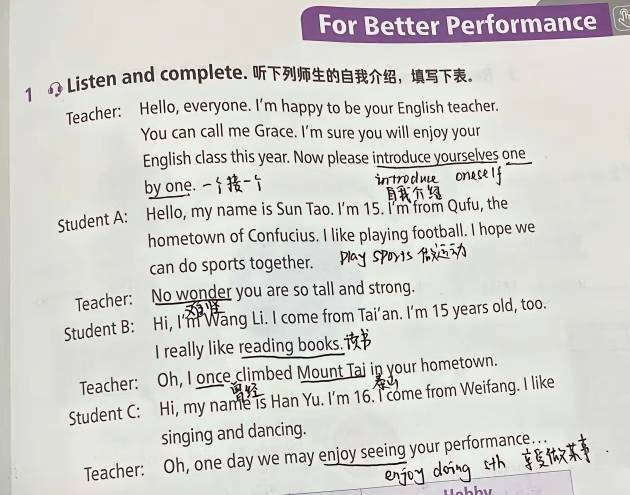 For Better Performance
1 Listen and complete. 听下列师生的自我介绍，填写下表。
Teacher: Hello, everyone. I'm happy to be your English teacher.
You can call me Grace. I'm sure you will enjoy your
English class this year. Now please introduce yourselves one
introduce oneself
by one. 一个接一个
自我介绍
Student A: Hello, my name is Sun Tao. I'm 15. I'm from Qufu, the
hometown of Confucius. I like playing football. I hope we
can do sports together. play sports 做运动
Teacher: No wonder you are so tall and strong.
难怪
Student B: Hi, I'm Wang Li. I come from Tai'an. I'm 15 years old, too.
I really like reading books. 读书
Teacher: Oh, I once climbed Mount Tai in your hometown.
曾经 泰山
Student C: Hi, my name is Han Yu. I'm 16. I come from Weifang. I like
singing and dancing.
Teacher: Oh, one day we may enjoy seeing your performance...
enjoy doing sth 享受做某事.
Hobby